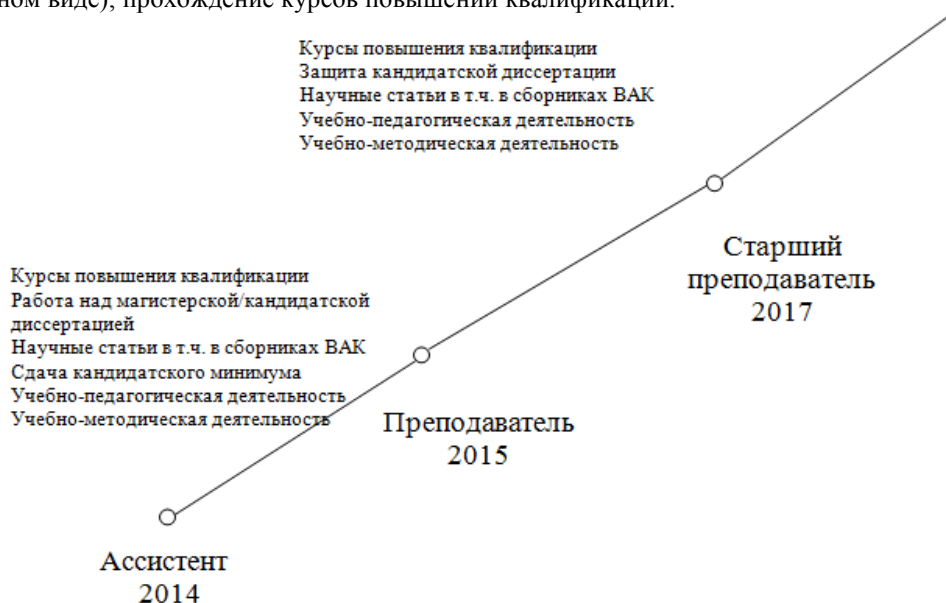 ном виде), прохождение курсов повышении квалификации.
Курсы повышения квалификации
Защита кандидатской диссертации
Научные статьи в т.ч. в сборниках ВАК
Учебно-педагогическая деятельность
Учебно-методическая деятельность
Старший
преподаватель
2017
Курсы повышения квалификации
Работа над магистерской/кандидатской
диссертацией
Научные статьи в т.ч. в сборниках ВАК
Сдача кандидатского минимума
Учебно-педагогическая деятельность
Учебно-методическая деятельность
Преподаватель
2015
Ассистент
2014